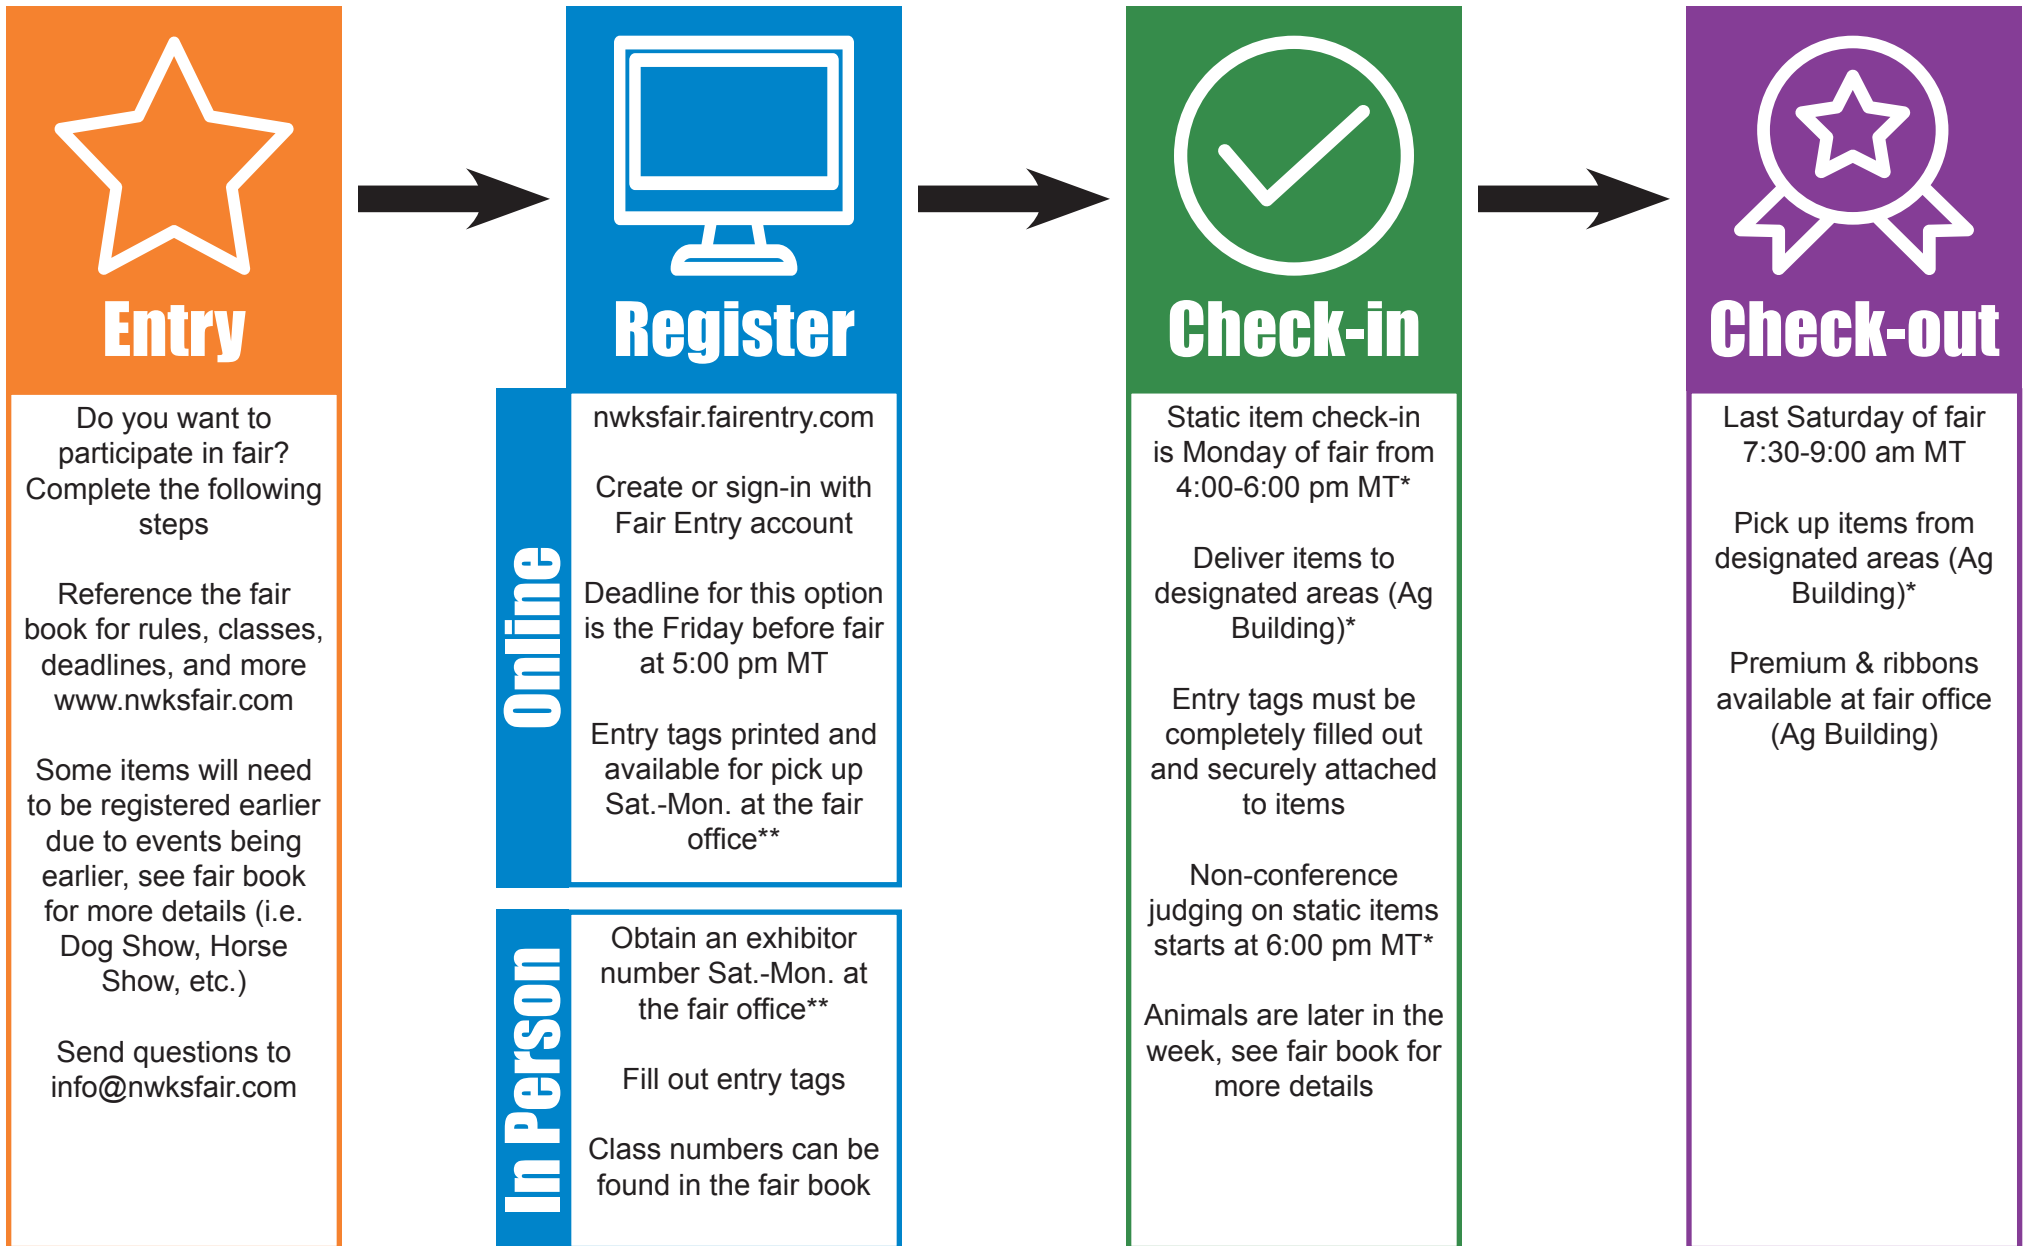 Entry
Do you want to
participate in fair?
Complete the following
steps
Reference the fair
book for rules, classes,
deadlines, and more
www.nwksfair.com
Some items will need
to be registered earlier
due to events being
earlier, see fair book
for more details (i.e.
Dog Show, Horse
Show, etc.)
Send questions to
info@nwksfair.com
Register
Online
nwksfair.fairentry.com
Create or sign-in with
Fair Entry account
Deadline for this option
is the Friday before fair
at 5:00 pm MT
Entry tags printed and
available for pick up
Sat.-Mon. at the fair
office**
In Person
Obtain an exhibitor
number Sat.-Mon. at
the fair office**
Fill out entry tags
Class numbers can be
found in the fair book
Check-in
Static item check-in
is Monday of fair from
4:00-6:00 pm MT*
Deliver items to
designated areas (Ag
Building)*
Entry tags must be
completely filled out
and securely attached
to items
Non-conference
judging on static items
starts at 6:00 pm MT*
Animals are later in the
week, see fair book for
more details
Check-out
Last Saturday of fair
7:30-9:00 am MT
Pick up items from
designated areas (Ag
Building)*
Premium & ribbons
available at fair office
(Ag Building)